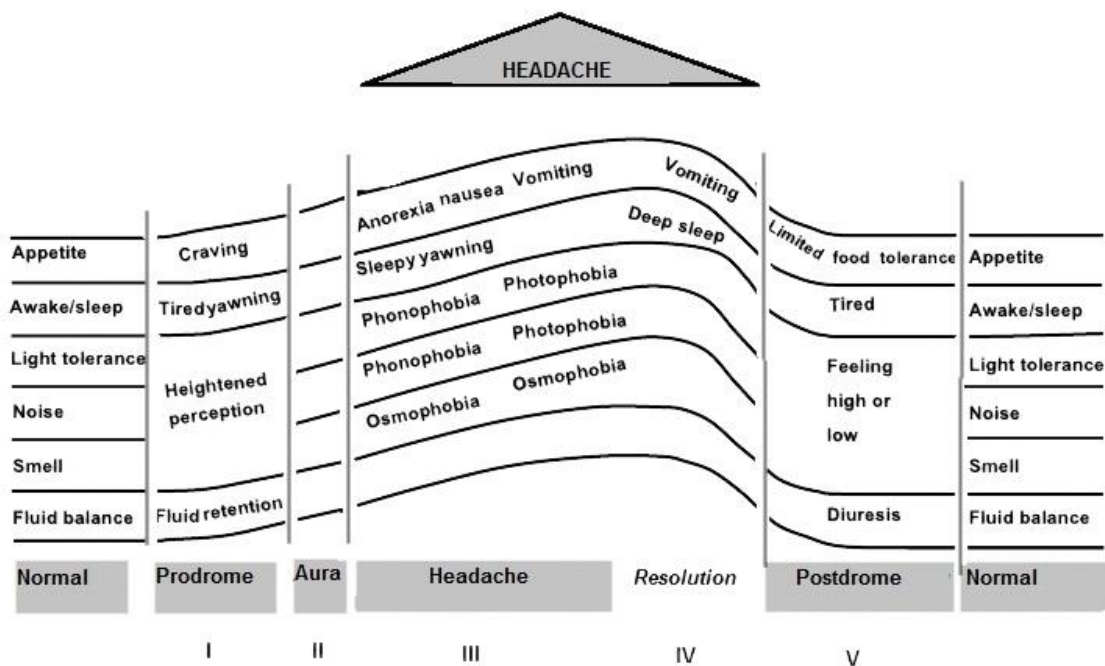 HEADACHE
Appetite
Awake/sleep
Light tolerance
Noise
Smell
Fluid balance
Craving
Tired yawning
Heightened
perception
Fluid retention
Anorexia nausea Vomiting
Sleepy yawning
Phonophobia Photophobia
Phonophobia Photophobia
Osmophobia Osmophobia
Vomiting
Deep sleep
Limited food tolerance
Tired
Feeling
high or
low
Diuresis
Appetite
Awake/sleep
Light tolerance
Noise
Smell
Fluid balance
Normal Prodrome Aura Headache Resolution Postdrome Normal
I II III IV V